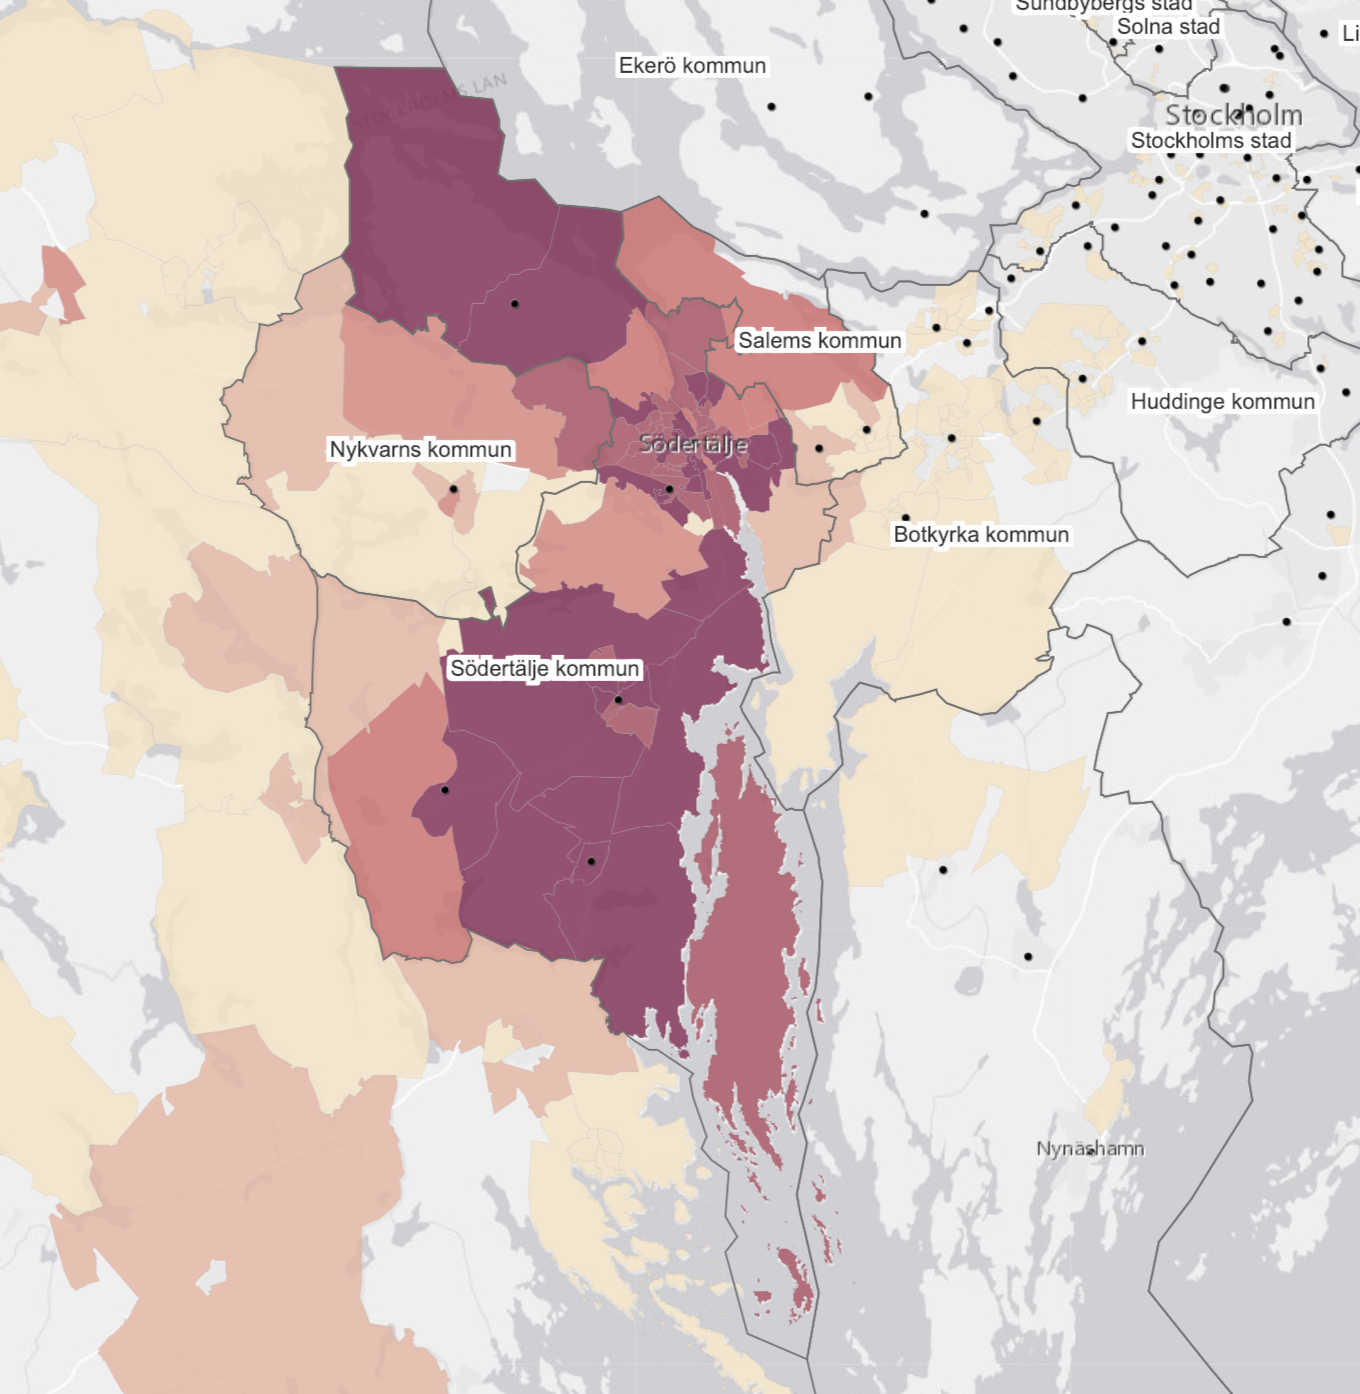 Sundbybergs stad
Solna stad
Li
Ekerö kommun
STOCKHOLMS LÄN
Stockholm
Stockholms stad
Salems kommun
Huddinge kommun
Södertälje
Nykvarns kommun
Botkyrka kommun
Södertälje kommun
Nynäshamn